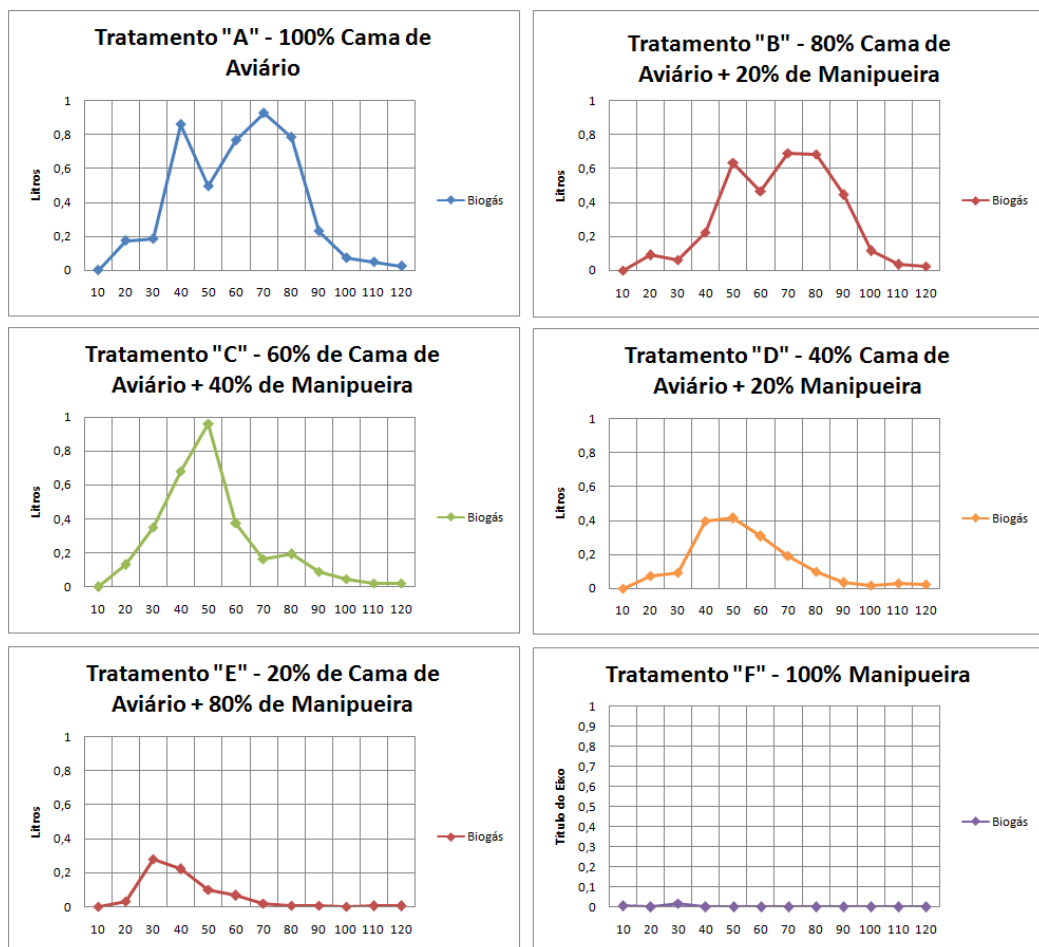 Tratamento "A" - 100% Cama de
Aviário
1
0,8
0,6
0,4
0,2
0
Litros
10 20 30 40 50 60 70 80 90 100 110 120
Biogás
Tratamento "B" - 80% Cama de
Aviário + 20% de Manipueira
1
0,8
0,6
0,4
0,2
0
Litros
10 20 30 40 50 60 70 80 90 100 110 120
Biogás
Tratamento "C" - 60% de Cama de
Aviário + 40% de Manipueira
1
0,8
0,6
0,4
0,2
0
Litros
10 20 30 40 50 60 70 80 90 100 110 120
Biogás
Tratamento "D" - 40% Cama de
Aviário + 20% Manipueira
1
0,8
0,6
0,4
0,2
0
Litros
10 20 30 40 50 60 70 80 90 100 110 120
Biogás
Tratamento "E" - 20% de Cama de
Aviário + 80% de Manipueira
1
0,8
0,6
0,4
0,2
0
Litros
10 20 30 40 50 60 70 80 90 100 110 120
Biogás
Tratamento "F" - 100% Manipueira
1
0,9
0,8
0,7
0,6
0,5
0,4
0,3
0,2
0,1
0
Título do Eixo
10 20 30 40 50 60 70 80 90 100 110 120
Biogás